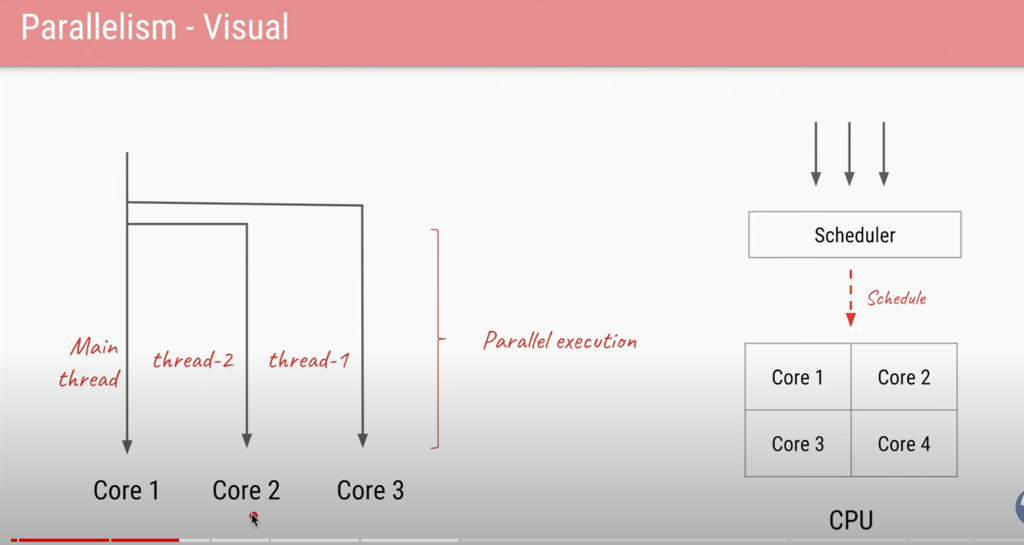 Parallelism - Visual
Main
thread
thread-2
thread-1
Parallel execution
Core 1
Core 2
Core 3
Scheduler
Schedule
Core 1
Core 2
Core 3
Core 4
CPU